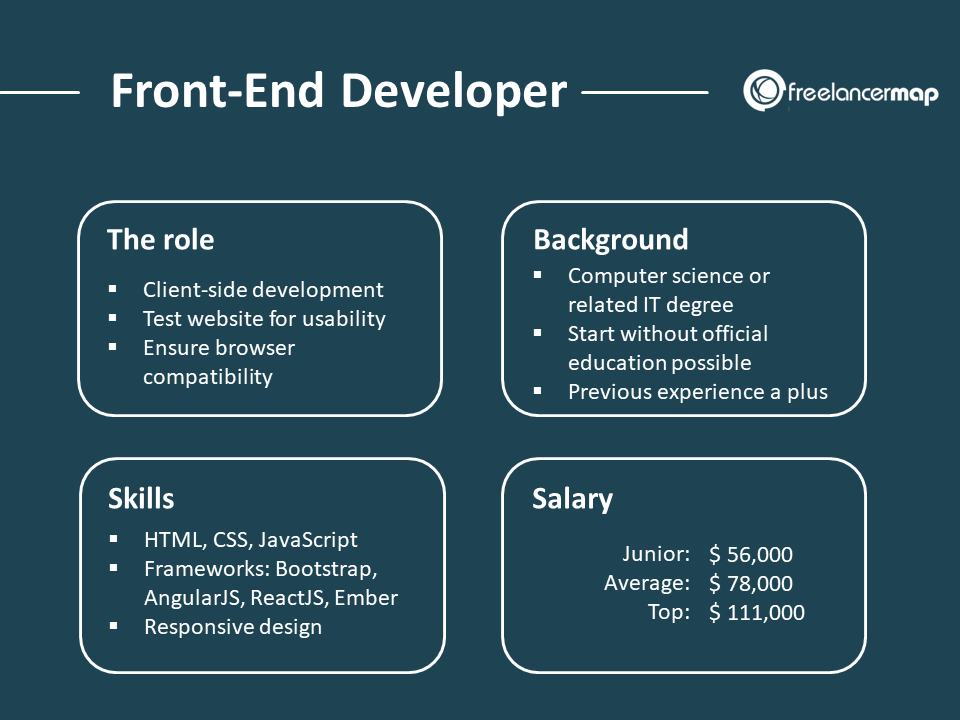 Front-End Developer
freelancermap
The role
▪ Client-side development
▪ Test website for usability
▪ Ensure browser
compatibility
Background
▪ Computer science or
related IT degree
▪ Start without official
education possible
▪ Previous experience a plus
Skills
▪ HTML, CSS, JavaScript
▪ Frameworks: Bootstrap,
AngularJS, ReactJS, Ember
▪ Responsive design
Salary
Junior: $ 56,000
Average: $ 78,000
Top: $ 111,000